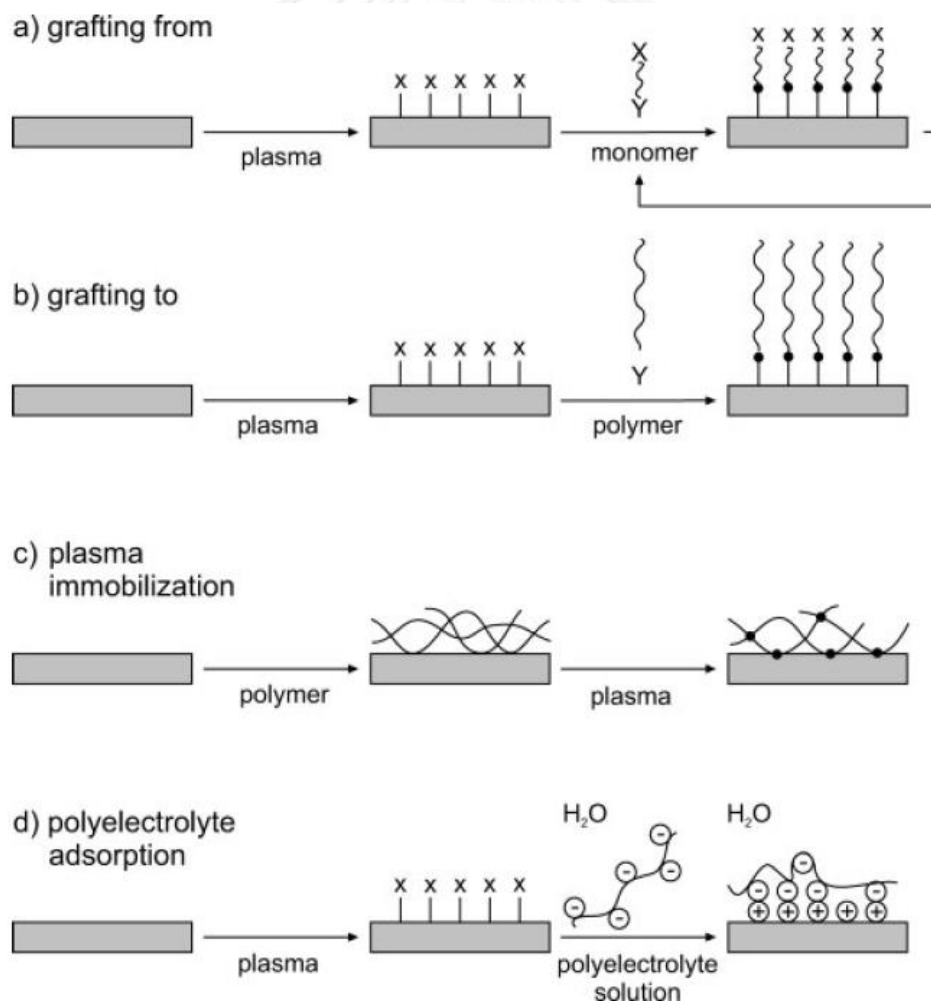 a) grafting from
X X X X X
X
Y
X X X X X
plasma
monomer
b) grafting to
X X X X X
Y
plasma
polymer
c) plasma
immobilization
polymer
plasma
d) polyelectrolyte
adsorption
H₂O
H₂O
X X X X X
- - - - -
-
- - - -
+ + + + +
plasma
polyelectrolyte
solution